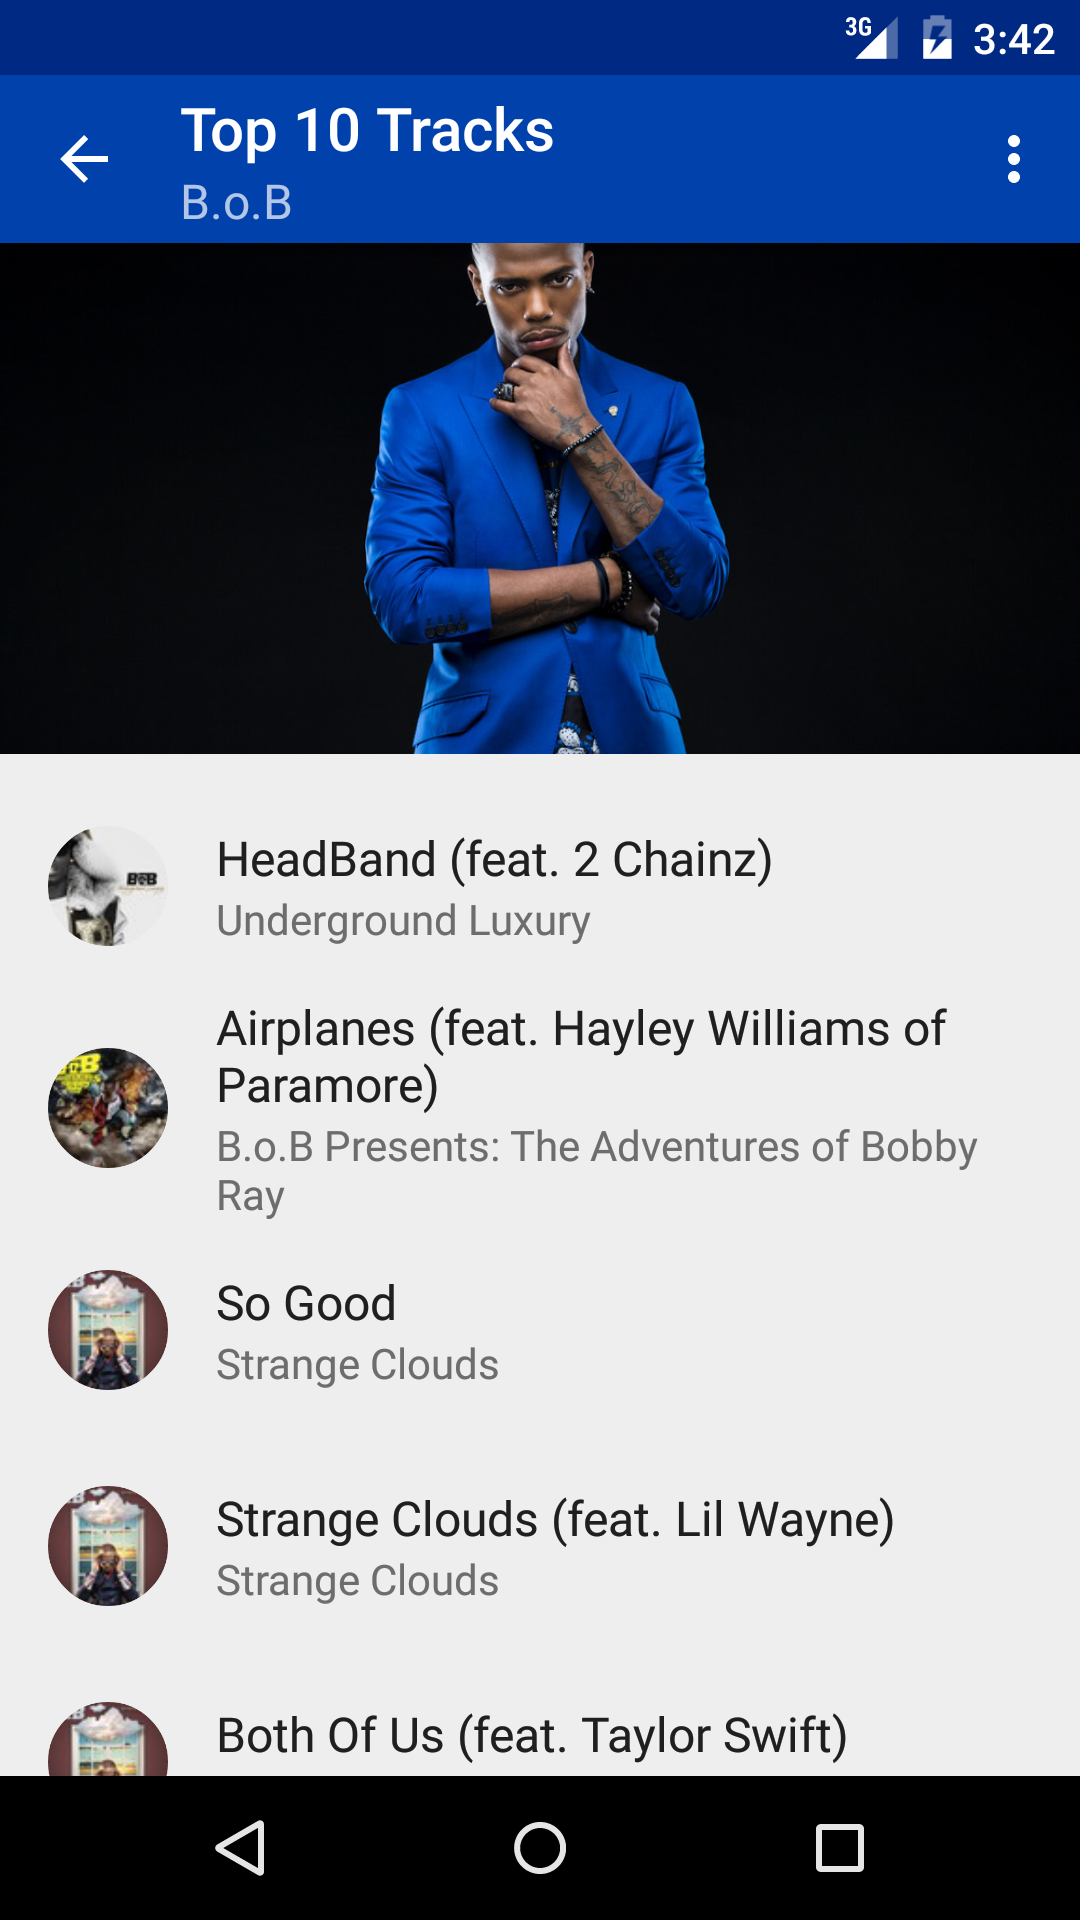 3G 3:42
Top 10 Tracks
B.o.B
HeadBand (feat. 2 Chainz)
Underground Luxury
Airplanes (feat. Hayley Williams of
Paramore)
B.o.B Presents: The Adventures of Bobby
Ray
So Good
Strange Clouds
Strange Clouds (feat. Lil Wayne)
Strange Clouds
Both Of Us (feat. Taylor Swift)